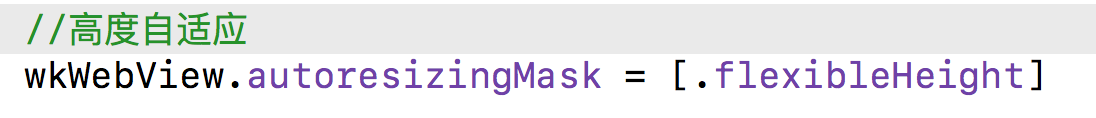 //高度自适应
wkWebView.autoresizingMask = [.flexibleHeight]